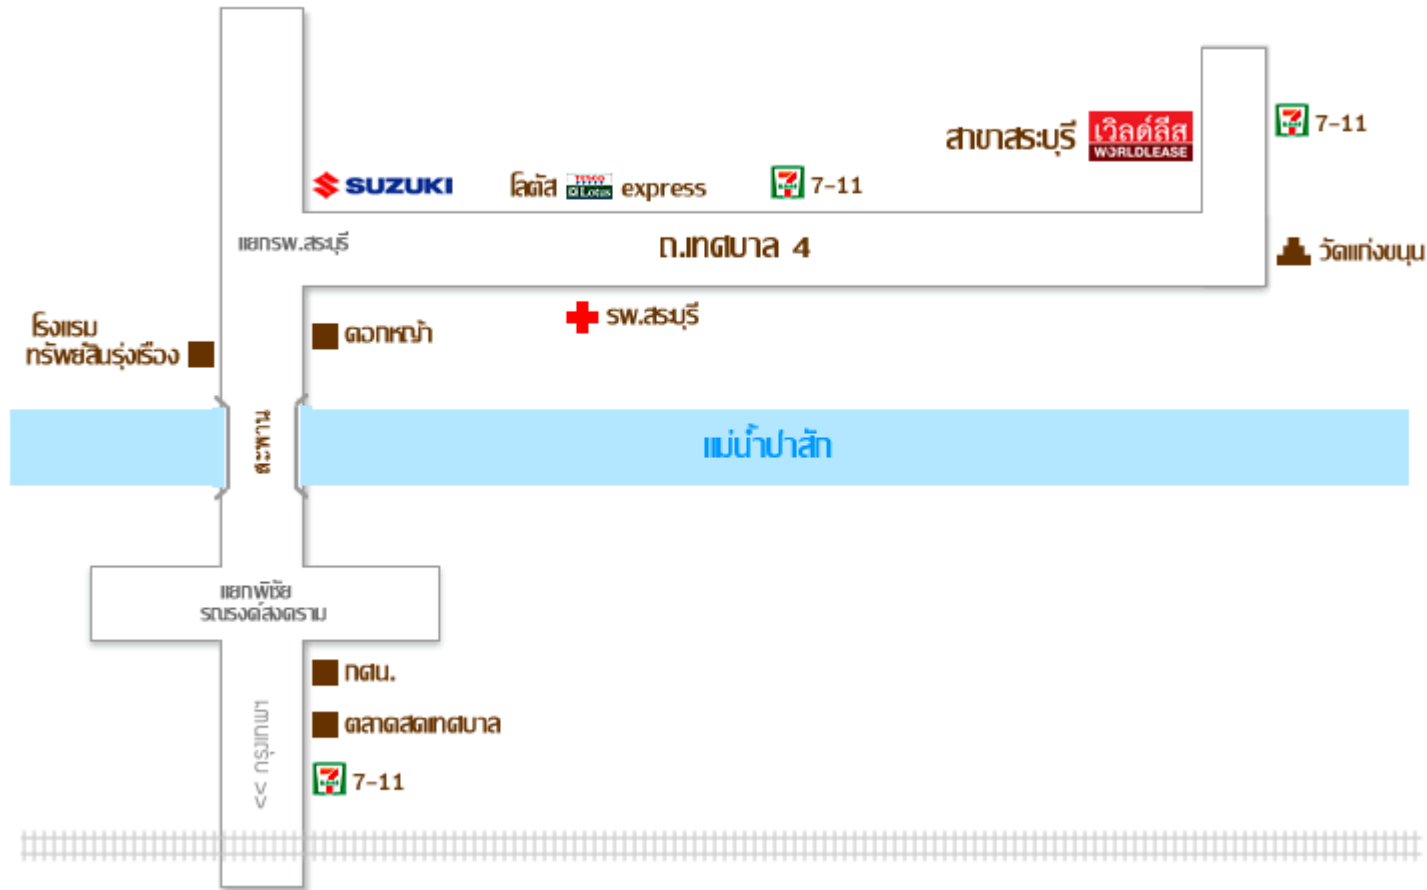 สาขาสระบุรี
เวิลด์ลีส
WORLDLEASE
7-11
SUZUKI
โลตัส TESCO Lotus express
7-11
แยกรพ.สระบุรี
ถ.เทศบาล 4
วัดแก่งขนุน
รพ.สระบุรี
โรงแรม
ทรัพย์สินรุ่งเรือง
ดอกหญ้า
สะพาน
แม่น้ำป่าสัก
แยกพิชัย
รณรงค์สงคราม
กศน.
ตลาดสดเทศบาล
<< กรุงเทพฯ
7-11